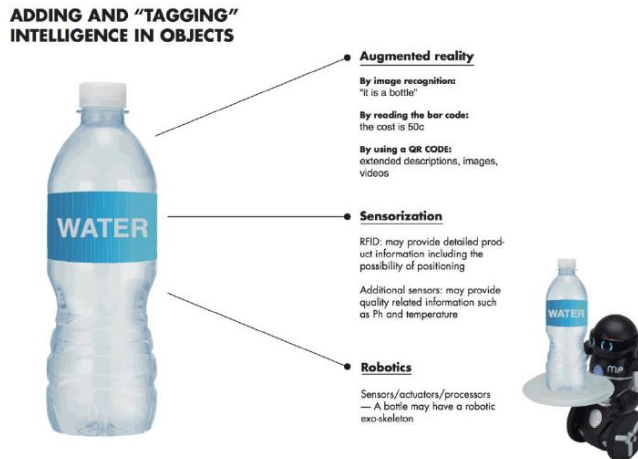 ADDING AND “TAGGING”
INTELLIGENCE IN OBJECTS
WATER
Augmented reality
By image recognition:
“it is a bottle”
By reading the bar code:
the cost is 50c
By using a QR CODE:
extended descriptions, images,
videos
Sensorization
RFID: may provide detailed prod-
uct information including the
possibility of positioning
Additional sensors: may provide
quality related information such
as Ph and temperature
Robotics
Sensors/actuators/processors
— A bottle may have a robotic
exo-skeleton
WATER
MiP